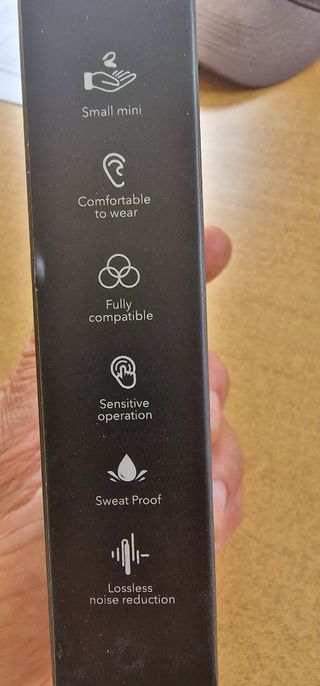 Small mini
Comfortable
to wear
Fully
compatible
Sensitive
operation
Sweat Proof
Lossless
noise reduction